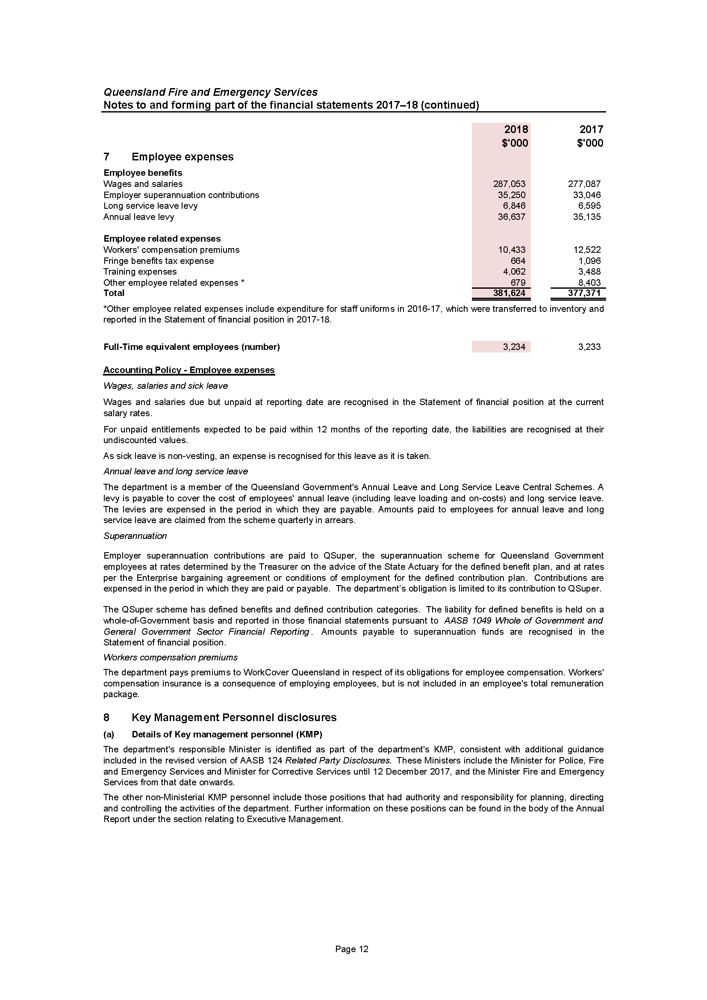 Queensland Fire and Emergency Services
Notes to and forming part of the financial statements 2017–18 (continued)
2018 2017
$'000 $'000
7 Employee expenses
Employee benefits
Wages and salaries 287,053 277,087
Employer superannuation contributions 35,250 33,046
Long service leave levy 6,846 6,595
Annual leave levy 36,637 35,135
Employee related expenses
Workers' compensation premiums 10,433 12,522
Fringe benefits tax expense 664 1,096
Training expenses 4,062 3,488
Other employee related expenses * 679 8,403
Total 381,624 377,371
*Other employee related expenses include expenditure for staff uniforms in 2016-17, which were transferred to inventory and
reported in the Statement of financial position in 2017-18.
Full-Time equivalent employees (number) 3,234 3,233
Accounting Policy - Employee expenses
Wages, salaries and sick leave
Wages and salaries due but unpaid at reporting date are recognised in the Statement of financial position at the current
salary rates.
For unpaid entitlements expected to be paid within 12 months of the reporting date, the liabilities are recognised at their
undiscounted values.
As sick leave is non-vesting, an expense is recognised for this leave as it is taken.
Annual leave and long service leave
The department is a member of the Queensland Government's Annual Leave and Long Service Leave Central Schemes. A
levy is payable to cover the cost of employees' annual leave (including leave loading and on-costs) and long service leave.
The levies are expensed in the period in which they are payable. Amounts paid to employees for annual leave and long
service leave are claimed from the scheme quarterly in arrears.
Superannuation
Employer superannuation contributions are paid to QSuper, the superannuation scheme for Queensland Government
employees at rates determined by the Treasurer on the advice of the State Actuary for the defined benefit plan, and at rates
per the Enterprise bargaining agreement or conditions of employment for the defined contribution plan. Contributions are
expensed in the period in which they are paid or payable. The department’s obligation is limited to its contribution to QSuper.
The QSuper scheme has defined benefits and defined contribution categories. The liability for defined benefits is held on a
whole-of-Government basis and reported in those financial statements pursuant to AASB 1049 Whole of Government and
General Government Sector Financial Reporting. Amounts payable to superannuation funds are recognised in the
Statement of financial position.
Workers compensation premiums
The department pays premiums to WorkCover Queensland in respect of its obligations for employee compensation. Workers'
compensation insurance is a consequence of employing employees, but is not included in an employee's total remuneration
package.
8 Key Management Personnel disclosures
(a) Details of Key management personnel (KMP)
The department's responsible Minister is identified as part of the department's KMP, consistent with additional guidance
included in the revised version of AASB 124 Related Party Disclosures. These Ministers include the Minister for Police, Fire
and Emergency Services and Minister for Corrective Services until 12 December 2017, and the Minister Fire and Emergency
Services from that date onwards.
The other non-Ministerial KMP personnel include those positions that had authority and responsibility for planning, directing
and controlling the activities of the department. Further information on these positions can be found in the body of the Annual
Report under the section relating to Executive Management.
Page 12